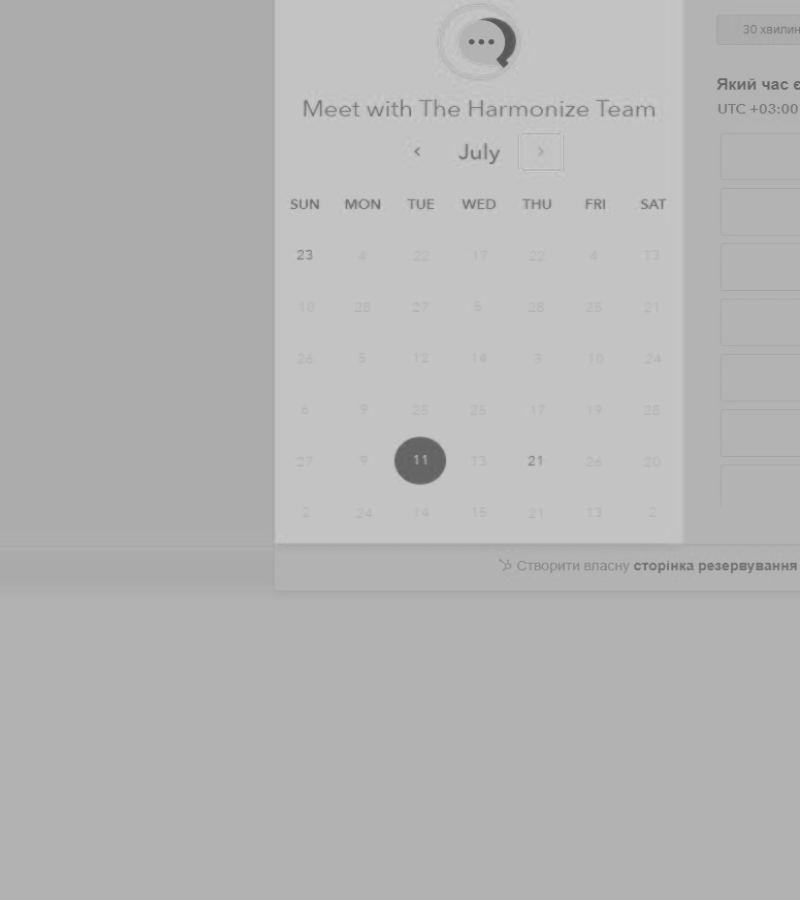 30 хвилин
Meet with The Harmonize Team
Який час є
UTC +03:00
July
SUN MON TUE WED THU FRI SAT
23 4 22 17 22 4 13
10 28 27 5 28 26 21
26 5 12 14 3 10 24
6 9 25 26 17 19 28
27 9 11 13 21 26 20
2 24 14 15 21 13 2
Створити власну сторінка резервування